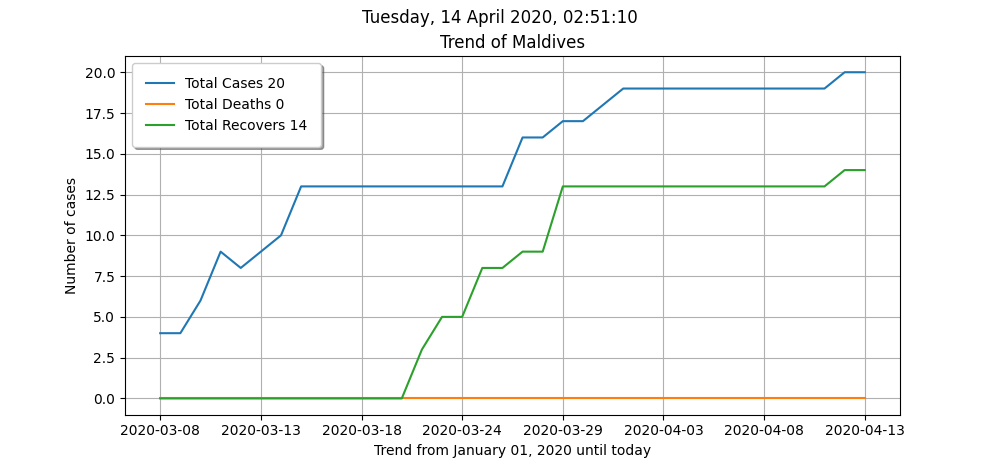 Tuesday, 14 April 2020, 02:51:10
Trend of Maldives
Total Cases 20
Total Deaths 0
Total Recovers 14
Number of cases
20.0
17.5
15.0
12.5
10.0
7.5
5.0
2.5
0.0
2020-03-08 2020-03-13 2020-03-18 2020-03-24 2020-03-29 2020-04-03 2020-04-08 2020-04-13
Trend from January 01, 2020 until today